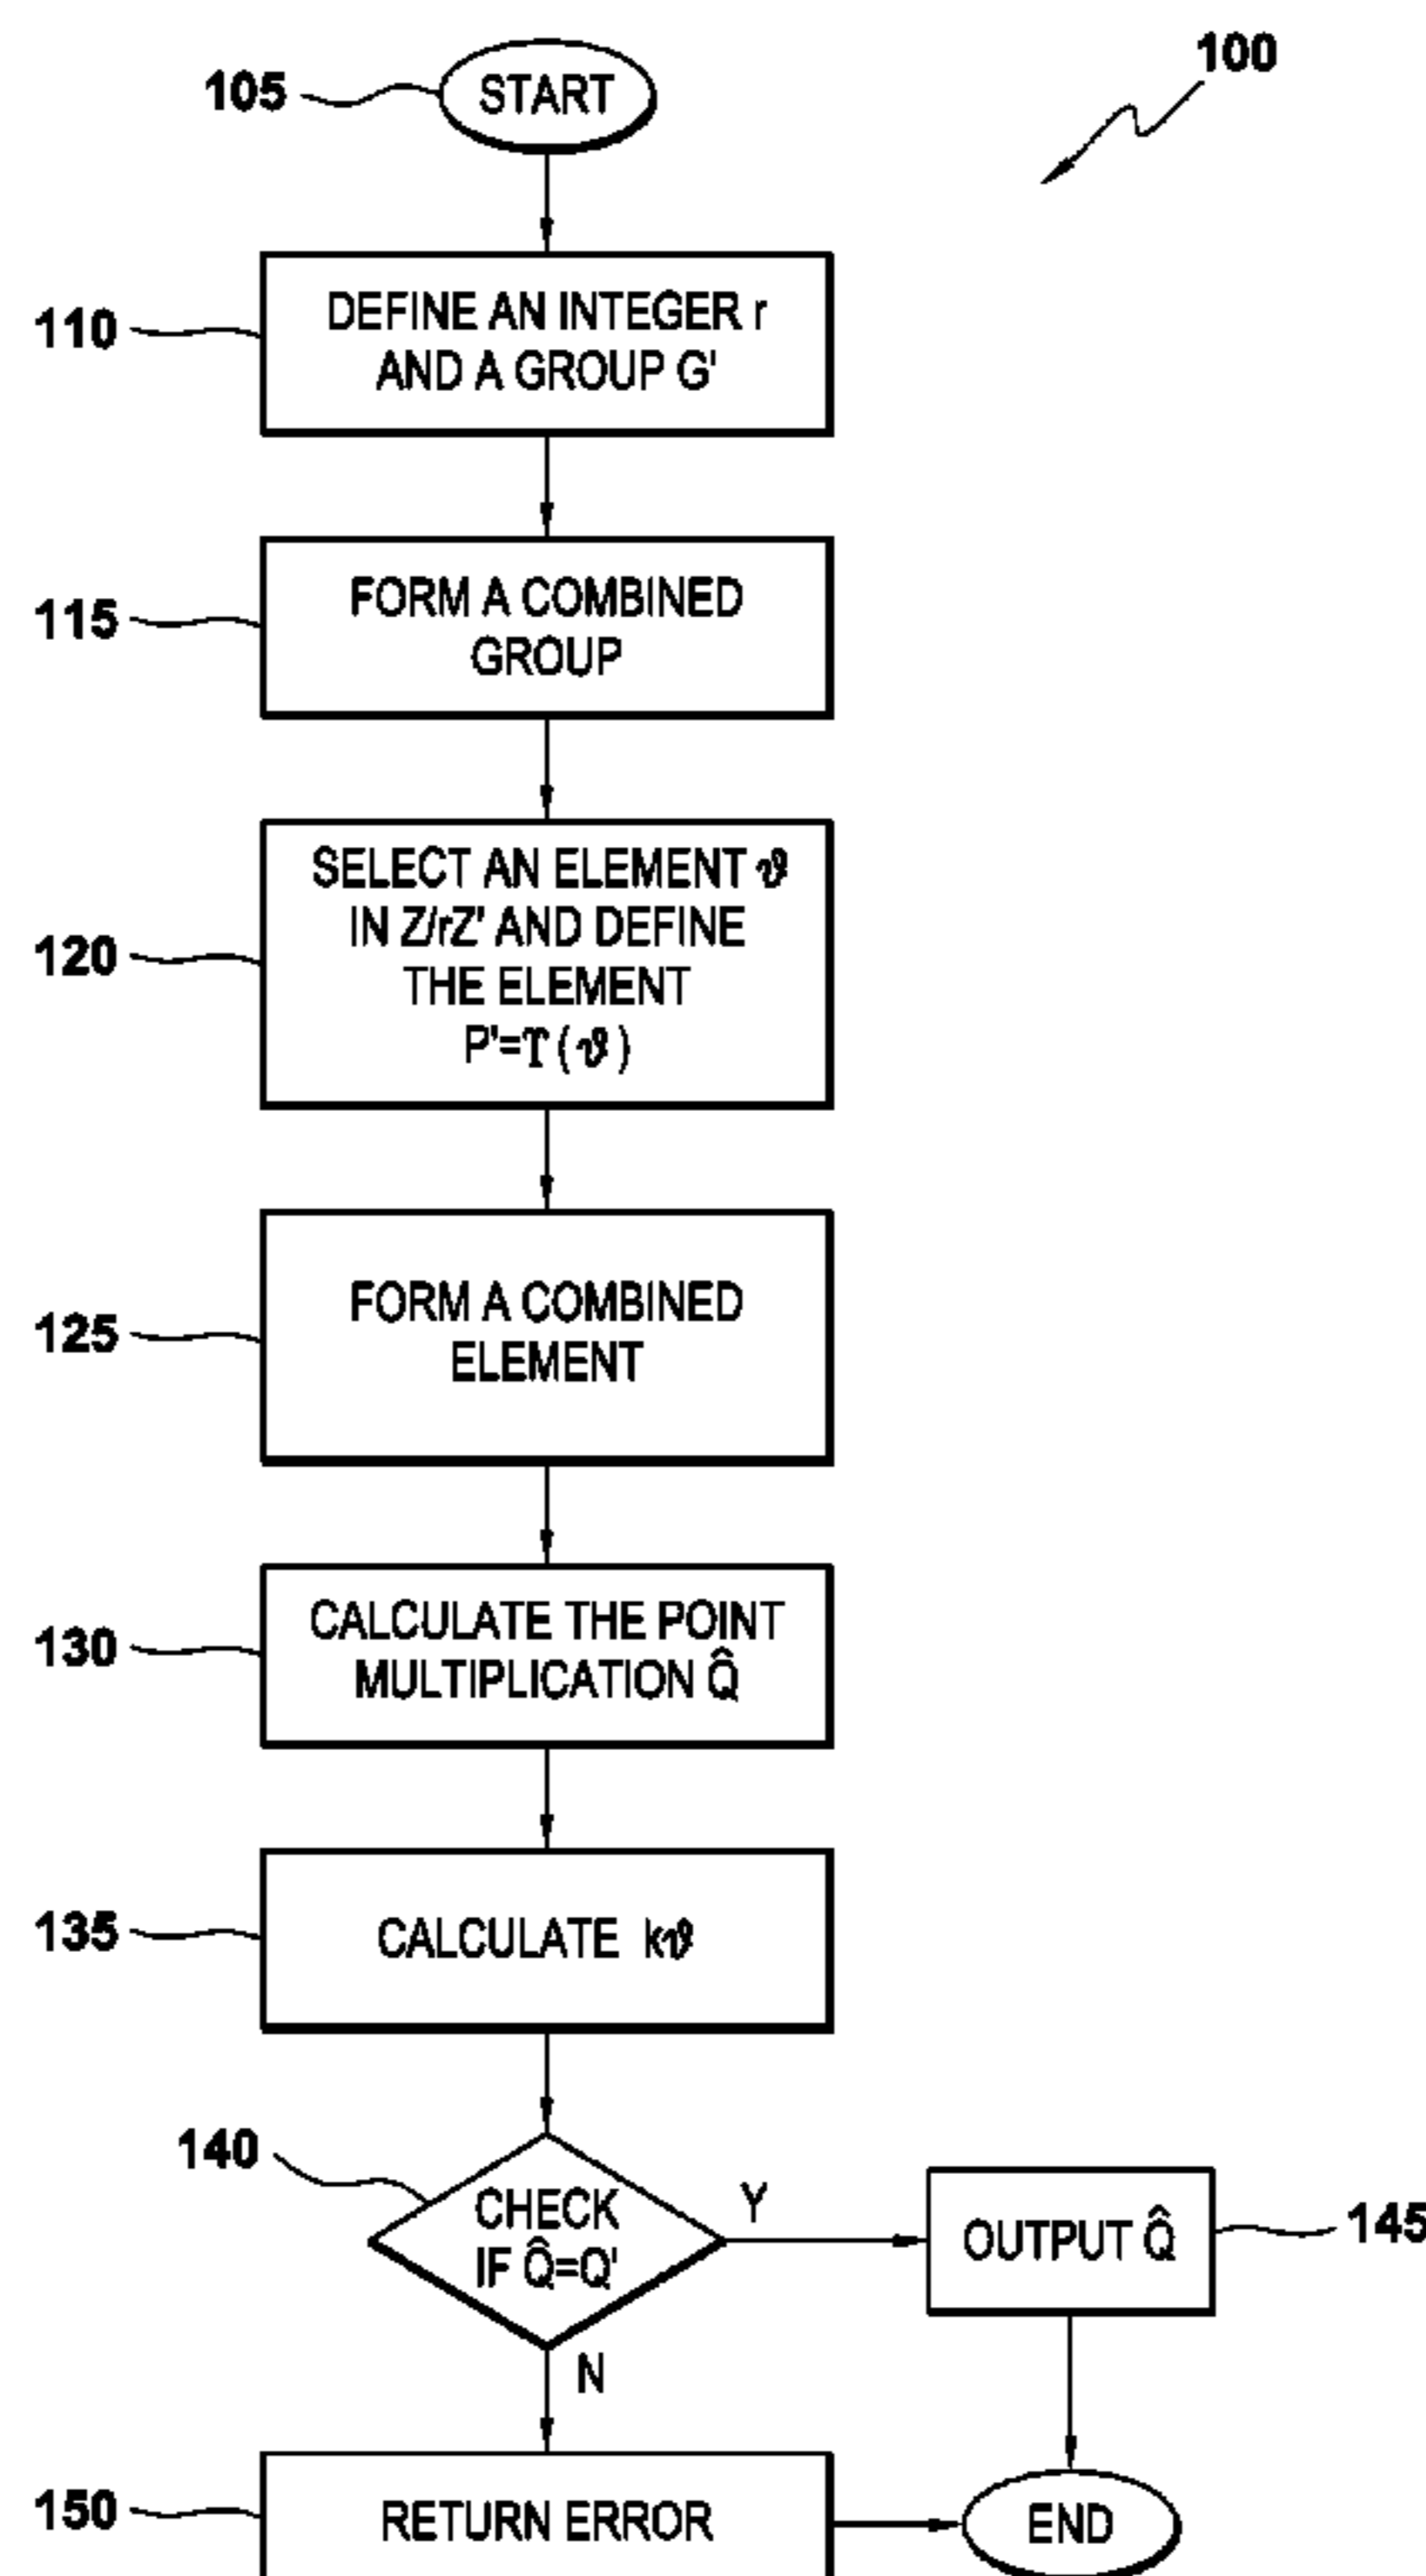 100
105
START
110
DEFINE AN INTEGER r
AND A GROUP G'
115
FORM A COMBINED
GROUP
120
SELECT AN ELEMENT ϑ
IN Z/rZ' AND DEFINE
THE ELEMENT
P'=ϒ(ϑ)
125
FORM A COMBINED
ELEMENT
130
CALCULATE THE POINT
MULTIPLICATION Q̂
135
CALCULATE kϑ
140
CHECK
IF Q̂=Q'
Y
OUTPUT Q̂
145
N
150
RETURN ERROR
END